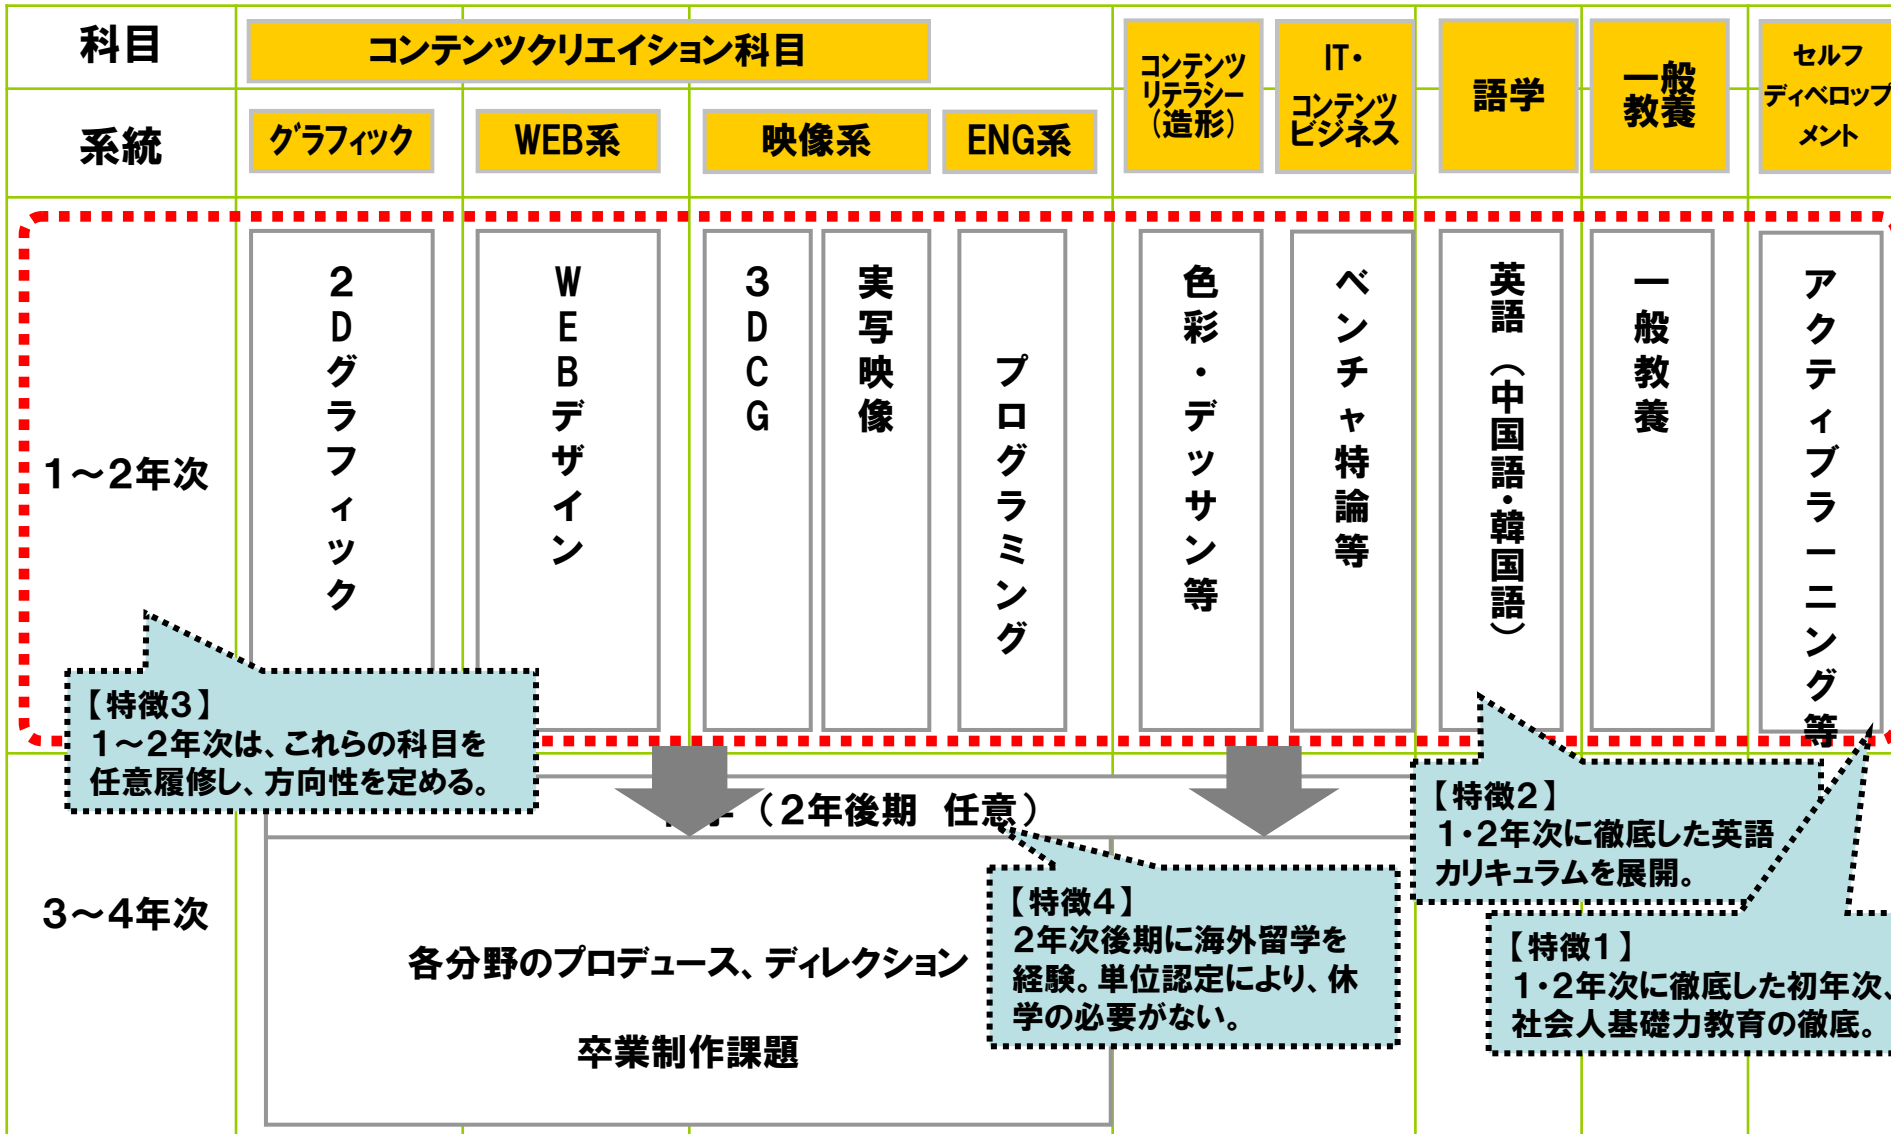 科目
コンテンツクリエイション科目
コンテンツ
リテラシー
(造形)
IT・
コンテンツ
ビジネス
語学
一般
教養
セルフ
ディベロップ
メント
系統
グラフィック
WEB系
映像系
ENG系
1～2年次
2Dグラフィック
WEBデザイン
3DCG
実写映像
プログラミング
色彩・デッサン等
ベンチャ特論等
英語(中国語・韓国語)
一般教養
アクティブラーニング等
【特徴3】
1～2年次は、これらの科目を
任意履修し、方向性を定める。
(2年後期 任意)
【特徴2】
1・2年次に徹底した英語
カリキュラムを展開。
3～4年次
各分野のプロデュース、ディレクション
卒業制作課題
【特徴4】
2年次後期に海外留学を
経験。単位認定により、休
学の必要がない。
【特徴1】
1・2年次に徹底した初年次、
社会人基礎力教育の徹底。